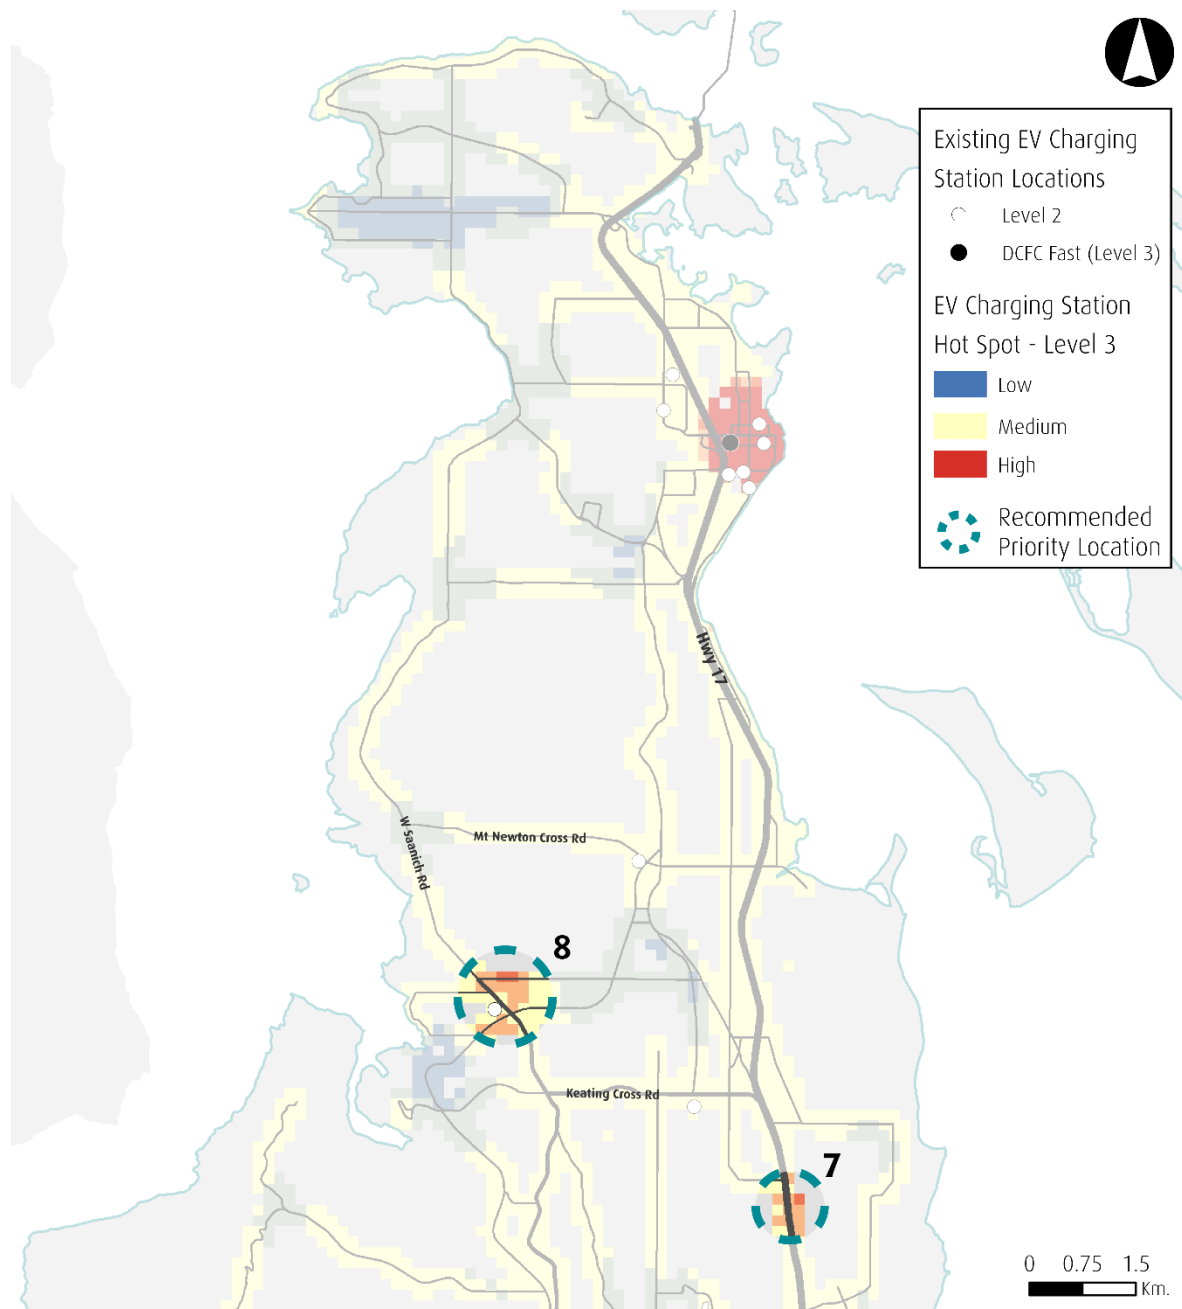 Existing EV Charging
Station Locations
Level 2
DCFC Fast (Level 3)
EV Charging Station
Hot Spot - Level 3
Low
Medium
High
Recommended
Priority Location
Hwy 17
Mt Newton Cross Rd
W Saanich Rd
8
Keating Cross Rd
7
0 0.75 1.5
Km.